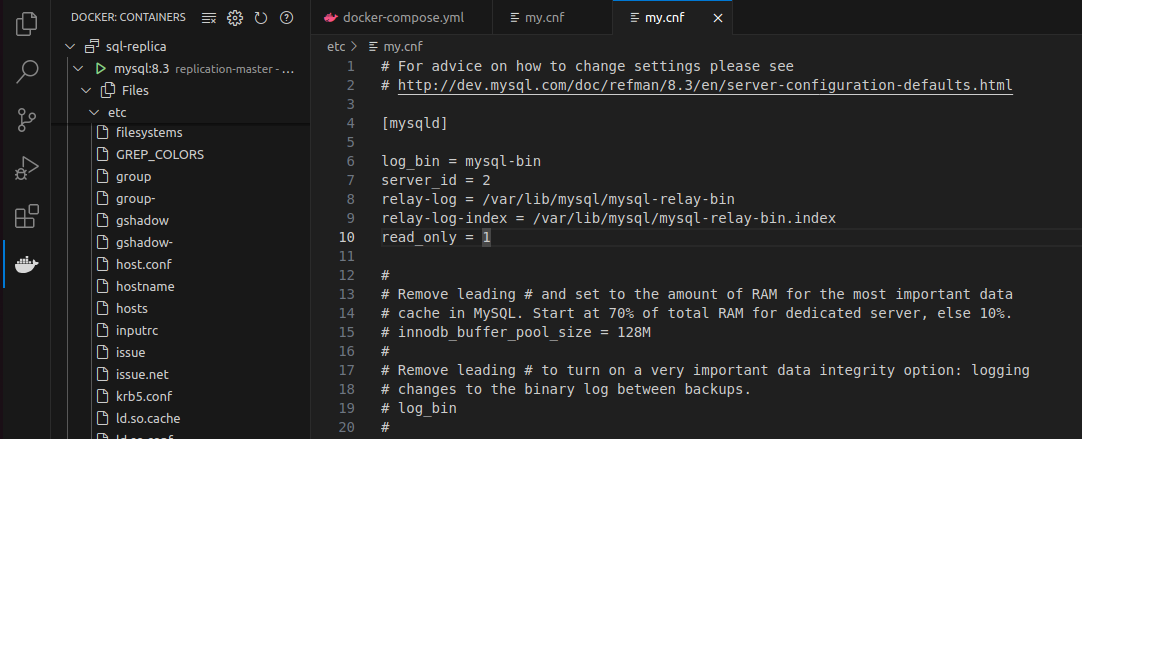 DOCKER: CONTAINERS
sql-replica
mysql:8.3 replication-master - ...
Files
etc
filesystems
GREP_COLORS
group
group-
gshadow
gshadow-
host.conf
hostname
hosts
inputrc
issue
issue.net
krb5.conf
ld.so.cache
ld.so.conf
docker-compose.yml
my.cnf
my.cnf
etc > my.cnf
1 # For advice on how to change settings please see
2 # http://dev.mysql.com/doc/refman/8.3/en/server-configuration-defaults.html
3
4 [mysqld]
5
6 log_bin = mysql-bin
7 server_id = 2
8 relay-log = /var/lib/mysql/mysql-relay-bin
9 relay-log-index = /var/lib/mysql/mysql-relay-bin.index
10 read_only = 1
11
12 #
13 # Remove leading # and set to the amount of RAM for the most important data
14 # cache in MySQL. Start at 70% of total RAM for dedicated server, else 10%.
15 # innodb_buffer_pool_size = 128M
16 #
17 # Remove leading # to turn on a very important data integrity option: logging
18 # changes to the binary log between backups.
19 # log_bin
20 #